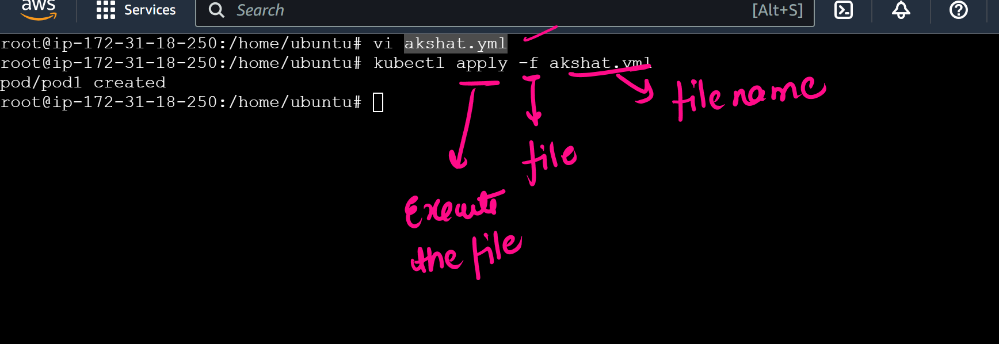 aws
Services
Search
[Alt+S]
root@ip-172-31-18-250:/home/ubuntu# vi akshat.yml
root@ip-172-31-18-250:/home/ubuntu# kubectl apply -f akshat.yml
pod/pod1 created
root@ip-172-31-18-250:/home/ubuntu#
file name
file
Execute
the file